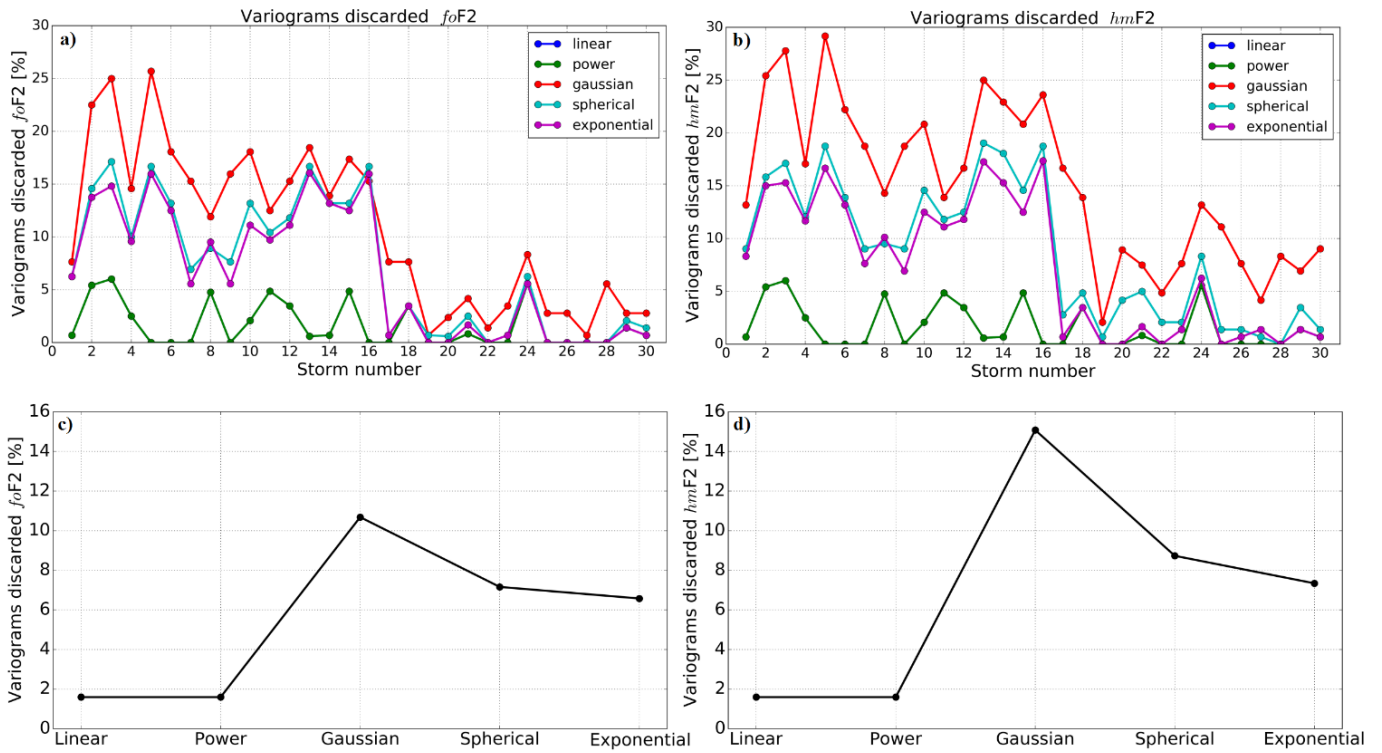 Variograms discarded foF2
a)
Variograms discarded foF2 [%]
30
25
20
15
10
5
0
linear
power
gaussian
spherical
exponential
0 2 4 6 8 10 12 14 16 18 20 22 24 26 28 30
Storm number
Variograms discarded hmF2
b)
Variograms discarded hmF2 [%]
30
25
20
15
10
5
0
linear
power
gaussian
spherical
exponential
0 2 4 6 8 10 12 14 16 18 20 22 24 26 28 30
Storm number
c)
Variograms discarded foF2 [%]
16
14
12
10
8
6
4
2
0
Linear Power Gaussian Spherical Exponential
d)
Variograms discarded hmF2 [%]
16
14
12
10
8
6
4
2
0
Linear Power Gaussian Spherical Exponential